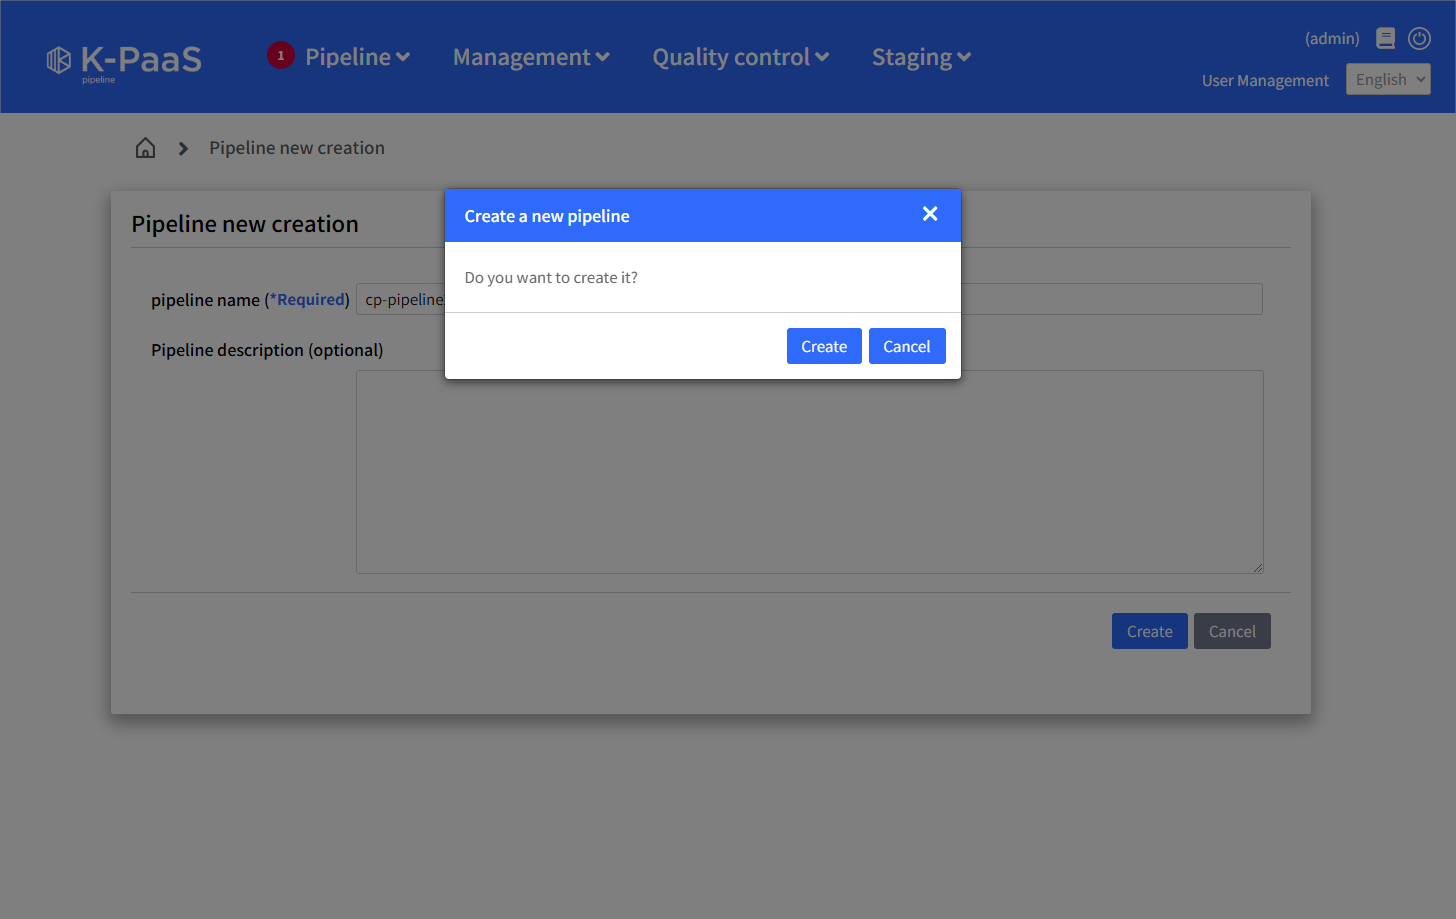 K-PaaS
pipeline
1 Pipeline Management Quality control Staging
(admin)
User Management English
Pipeline new creation
Pipeline new creation
Create a new pipeline
Do you want to create it?
pipeline name (*Required) cp-pipeline
Create Cancel
Pipeline description (optional)
Create Cancel